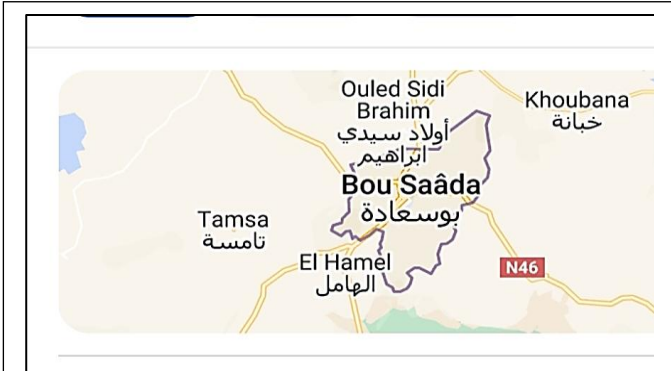 Ouled Sidi
Brahim
أولاد سيدي
ابراهيم
Khoubana
خبانة
Bou Saâda
بوسعادة
Tamsa
تامسة
El Hamel
الهامل
N46